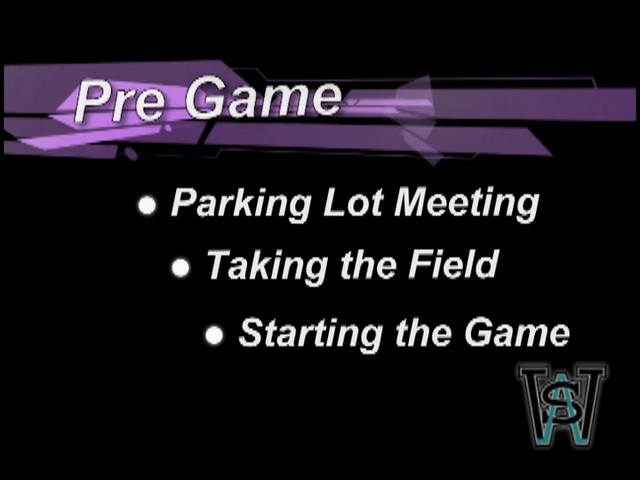 Pre Game
• Parking Lot Meeting
• Taking the Field
• Starting the Game